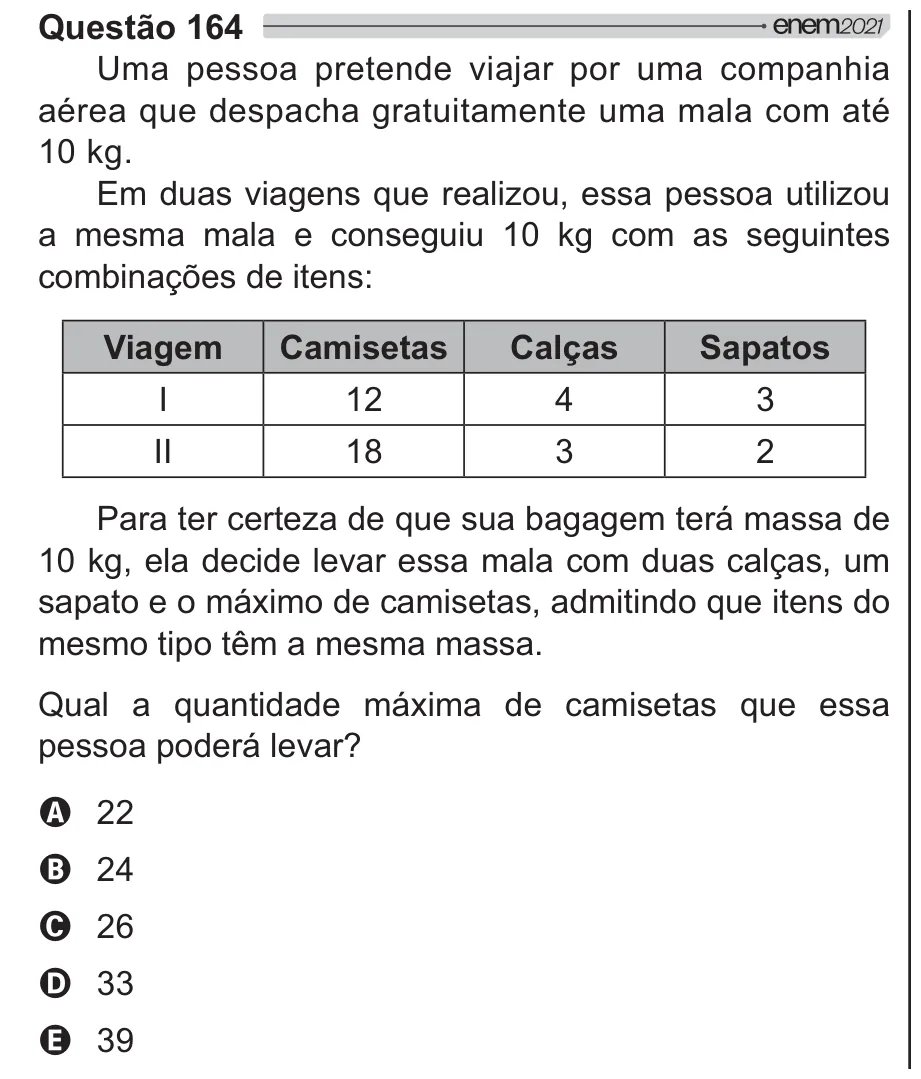 Questão 164 enem2021
Uma pessoa pretende viajar por uma companhia
aérea que despacha gratuitamente uma mala com até
10 kg.
Em duas viagens que realizou, essa pessoa utilizou
a mesma mala e conseguiu 10 kg com as seguintes
combinações de itens:
Viagem Camisetas Calças Sapatos
I 12 4 3
II 18 3 2
Para ter certeza de que sua bagagem terá massa de
10 kg, ela decide levar essa mala com duas calças, um
sapato e o máximo de camisetas, admitindo que itens do
mesmo tipo têm a mesma massa.
Qual a quantidade máxima de camisetas que essa
pessoa poderá levar?
A 22
B 24
C 26
D 33
E 39